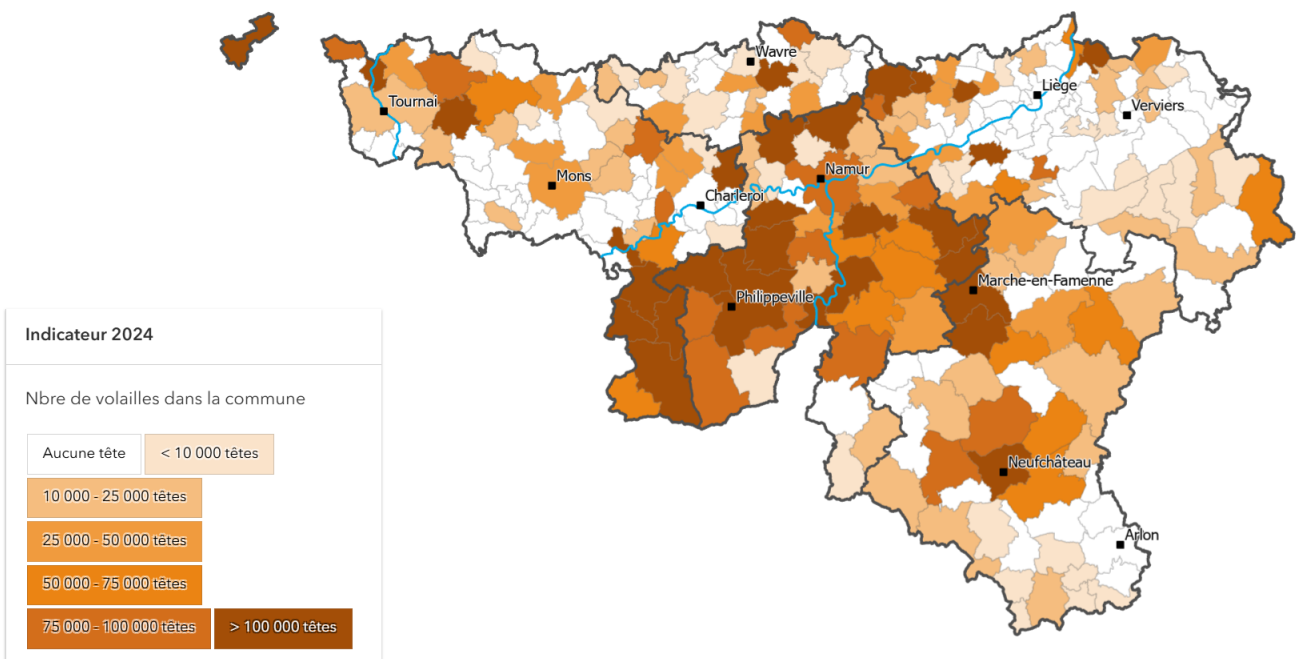 Wavre
Liège
Tournai
Verviers
Mons
Namur
Charleroi
Marche-en-Famenne
Philippeville
Indicateur 2024
Nbre de volailles dans la commune
Aucune tête
< 10 000 têtes
10 000 - 25 000 têtes
25 000 - 50 000 têtes
50 000 - 75 000 têtes
75 000 - 100 000 têtes
> 100 000 têtes
Neufchâteau
Arlon